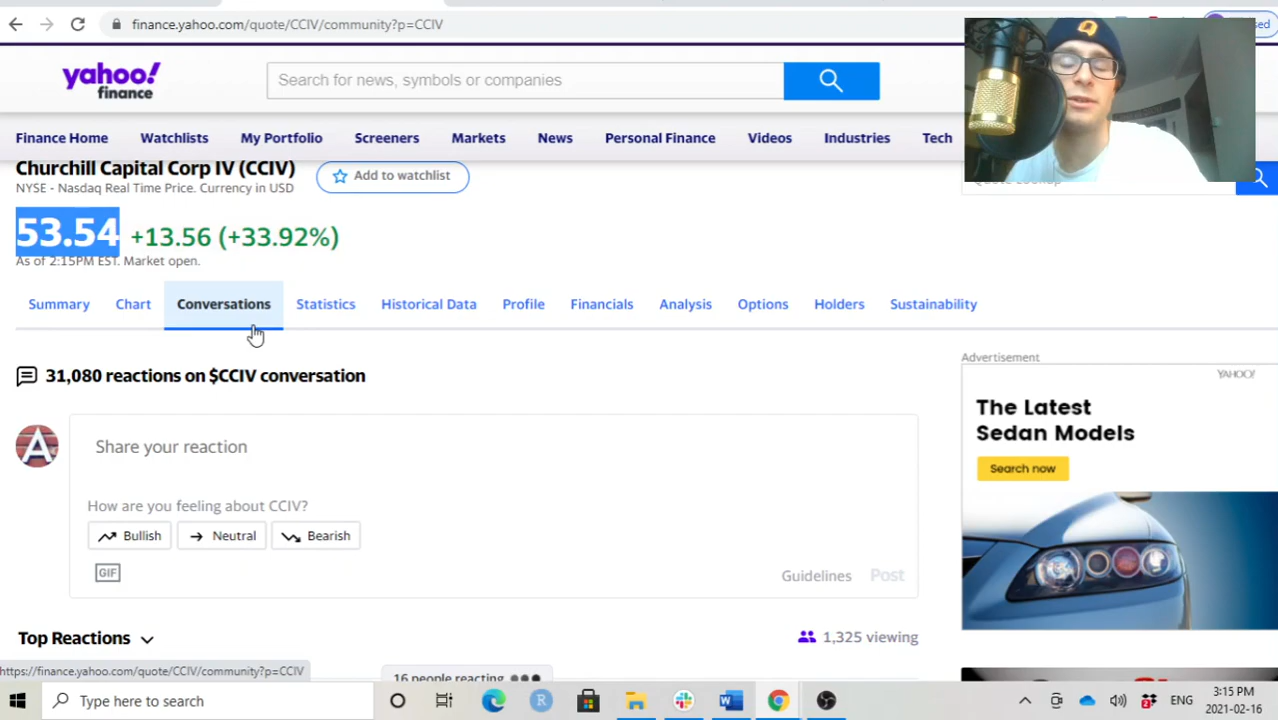 finance.yahoo.com/quote/CCIV/community?p=CCIV
yahoo!
finance
Search for news, symbols or companies
Finance Home Watchlists My Portfolio Screeners Markets News Personal Finance Videos Industries Tech
Churchill Capital Corp IV (CCIV)
NYSE - Nasdaq Real Time Price. Currency in USD
Add to watchlist
53.54 +13.56 (+33.92%)
As of 2:15PM EST. Market open.
Summary Chart Conversations Statistics Historical Data Profile Financials Analysis Options Holders Sustainability
31,080 reactions on $CCIV conversation
A
Share your reaction
How are you feeling about CCIV?
Bullish Neutral Bearish
GIF
Guidelines Post
Advertisement
YAHOO!
The Latest
Sedan Models
Search now
Top Reactions
1,325 viewing
https://finance.yahoo.com/quote/CCIV/community?p=CCIV
16 people reacting
Type here to search
R
W
ENG
3:15 PM
2021-02-16